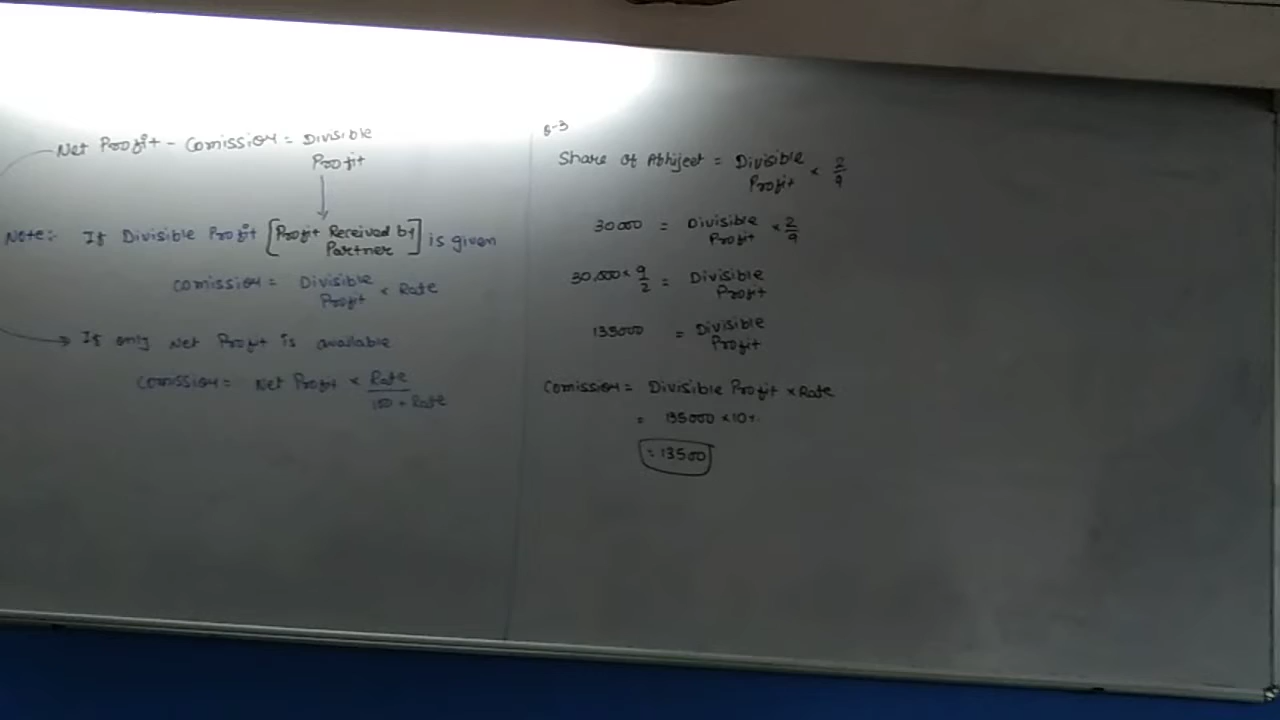 Net Profit - Comission = Divisible
Profit
Note:- If Divisible Profit [Profit Received by
Partner] is given
comission = Divisible
Profit × Rate
If only Net Profit is available
Comission = Net Profit × Rate
100 + Rate
Share of Abhijeet = Divisible
Profit × 2/9
30000 = Divisible
Profit × 2/9
30,000 × 9/2 = Divisible
Profit
135000 = Divisible
Profit
Comission = Divisible Profit × Rate
= 135000 × 10%
= 13500